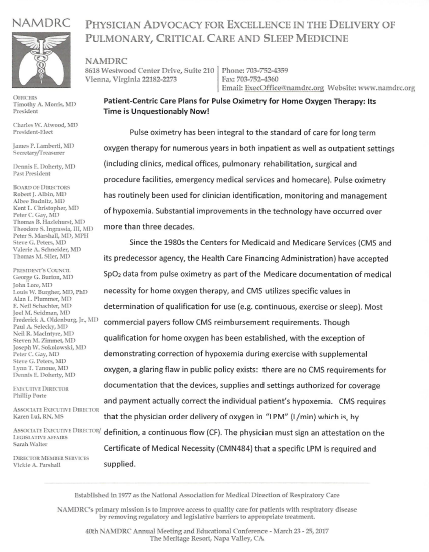 NAMDRC
PHYSICIAN ADVOCACY FOR EXCELLENCE IN THE DELIVERY OF
PULMONARY, CRITICAL CARE AND SLEEP MEDICINE
NAMDRC
8618 Westwood Center Drive, Suite 210
Vienna, Virginia 22182-2273
Phone: 703-752-4359
Fax: 703-752-4360
Email: ExecOffice@namdrc.org Website: www.namdrc.org
OFFICERS
Timothy A. Morris, MD
President
Charles W. Atwood, MD
President-Elect
James P. Lamberti, MD
Secretary/Treasurer
Dennis E. Doherty, MD
Past President
BOARD OF DIRECTORS
Robert J. Albin, MD
Albee Budnitz, MD
Kent L. Christopher, MD
Peter C. Gay, MD
Thomas B. Hazlehurst, MD
Theodore S. Ingrassia, III, MD
Peter S. Marshall, MD, MPH
Steve G. Peters, MD
Valerie A. Schneider, MD
Thomas M. Siler, MD
PRESIDENT'S COUNCIL
George G. Burton, MD
John Lore, MD
Louis W. Burgher, MD, PhD
Alan L. Plummer, MD
E. Neil Schachter, MD
Joel M. Seidman, MD
Frederick A. Oldenburg, Jr., MD
Paul A. Selecky, MD
Neil R. MacIntyre, MD
Steven M. Zimmet, MD
Joseph W. Sokolowski, MD
Peter C. Gay, MD
Steve G. Peters, MD
Lynn T. Tanoue, MD
Dennis E. Doherty, MD
EXECUTIVE DIRECTOR
Phillip Porte
ASSOCIATE EXECUTIVE DIRECTOR
Karen Lui, RN, MS
ASSOCIATE EXECUTIVE DIRECTOR/
LEGISLATIVE AFFAIRS
Sarah Walter
DIRECTOR MEMBER SERVICES
Vickie A. Parshall
Patient-Centric Care Plans for Pulse Oximetry for Home Oxygen Therapy: Its
Time is Unquestionably Now!
Pulse oximetry has been integral to the standard of care for long term
oxygen therapy for numerous years in both inpatient as well as outpatient settings
(including clinics, medical offices, pulmonary rehabilitation, surgical and
procedure facilities, emergency medical services and homecare). Pulse oximetry
has routinely been used for clinician identification, monitoring and management
of hypoxemia. Substantial improvements in the technology have occurred over
more than three decades.
Since the 1980s the Centers for Medicaid and Medicare Services (CMS and
its predecessor agency, the Health Care Financing Administration) have accepted
SpO2 data from pulse oximetry as part of the Medicare documentation of medical
necessity for home oxygen therapy, and CMS utilizes specific values in
determination of qualification for use (e.g. continuous, exercise or sleep). Most
commercial payers follow CMS reimbursement requirements. Though
qualification for home oxygen has been established, with the exception of
demonstrating correction of hypoxamia during exercise with supplemental
oxygen, a glaring flaw in public policy exists: there are no CMS requirements for
documentation that the devices, supplies and settings authorized for coverage
and payment actually correct the individual patient's hypoxemia. CMS requires
that the physician order delivery of oxygen in "LPM" (l/min) which is, by
definition, a continuous flow (CF). The physician must sign an attestation on the
Certificate of Medical Necessity (CMN484) that a specific LPM is required and
supplied.
Established in 1977 as the National Association for Medical Direction of Respiratory Care
NAMDRC's primary mission is to improve access to quality care for patients with respiratory disease
by removing regulatory and legislative barriers to appropriate treatment.
40th NAMDRC Annual Meeting and Educational Conference - March 23 - 25, 2017
The Meritage Resort, Napa Valley, CA.